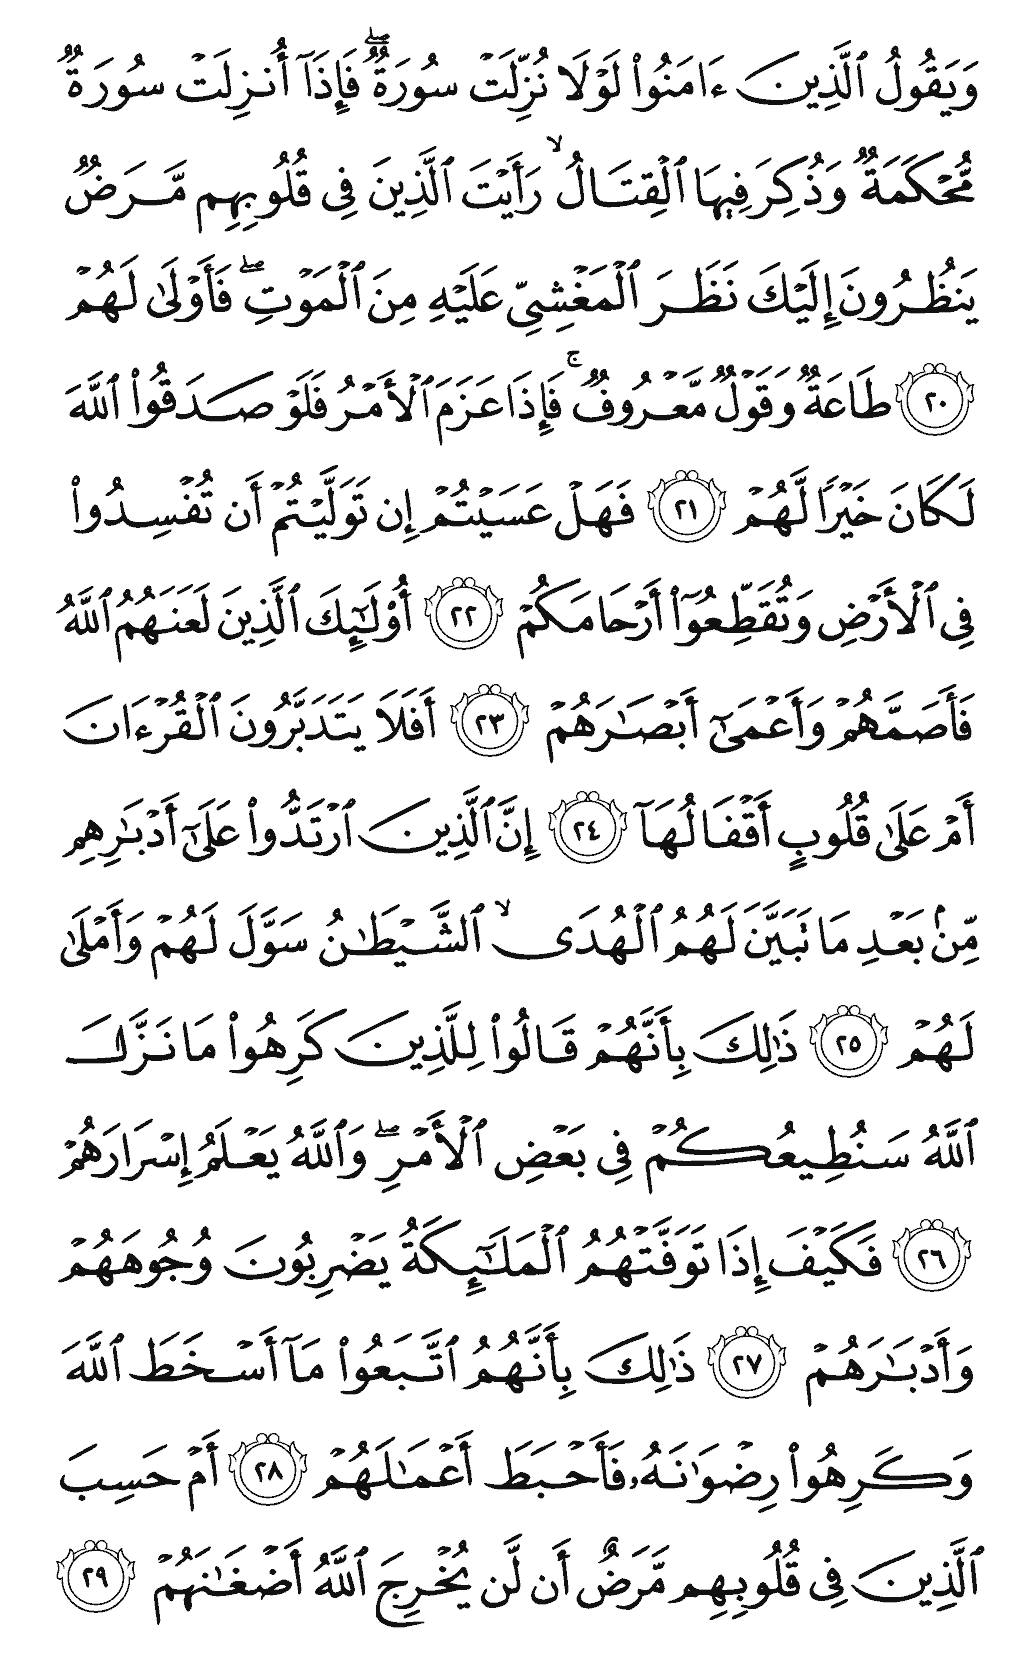 وَيَقُولُ ٱلَّذِينَ ءَامَنُوا۟ لَوْلَا نُزِّلَتْ سُورَةٌۭ ۖ فَإِذَآ أُنزِلَتْ سُورَةٌۭ
مُّحْكَمَةٌۭ وَذُكِرَ فِيهَا ٱلْقِتَالُ ۙ رَأَيْتَ ٱلَّذِينَ فِى قُلُوبِهِم مَّرَضٌۭ
يَنظُرُونَ إِلَيْكَ نَظَرَ ٱلْمَغْشِىِّ عَلَيْهِ مِنَ ٱلْمَوْتِ ۖ فَأَوْلَىٰ لَهُمْ
٢٠ طَاعَةٌۭ وَقَوْلٌۭ مَّعْرُوفٌۭ ۚ فَإِذَا عَزَمَ ٱلْأَمْرُ فَلَوْ صَدَقُوا۟ ٱللَّهَ
لَكَانَ خَيْرًۭا لَّهُمْ ٢١ فَهَلْ عَسَيْتُمْ إِن تَوَلَّيْتُمْ أَن تُفْسِدُوا۟
فِى ٱلْأَرْضِ وَتُقَطِّعُوٓا۟ أَرْحَامَكُمْ ٢٢ أُو۟لَـٰٓئِكَ ٱلَّذِينَ لَعَنَهُمُ ٱللَّهُ
فَأَصَمَّهُمْ وَأَعْمَىٰٓ أَبْصَـٰرَهُمْ ٢٣ أَفَلَا يَتَدَبَّرُونَ ٱلْقُرْءَانَ
أَمْ عَلَىٰ قُلُوبٍ أَقْفَالُهَآ ٢٤ إِنَّ ٱلَّذِينَ ٱرْتَدُّوا۟ عَلَىٰٓ أَدْبَـٰرِهِم
مِّنۢ بَعْدِ مَا تَبَيَّنَ لَهُمُ ٱلْهُدَى ۙ ٱلشَّيْطَـٰنُ سَوَّلَ لَهُمْ وَأَمْلَىٰ
لَهُمْ ٢٥ ذَٰلِكَ بِأَنَّهُمْ قَالُوا۟ لِلَّذِينَ كَرِهُوا۟ مَا نَزَّلَ
ٱللَّهُ سَنُطِيعُكُمْ فِى بَعْضِ ٱلْأَمْرِ ۖ وَٱللَّهُ يَعْلَمُ إِسْرَارَهُمْ
٢٦ فَكَيْفَ إِذَا تَوَفَّتْهُمُ ٱلْمَلَـٰٓئِكَةُ يَضْرِبُونَ وُجُوهَهُمْ
وَأَدْبَـٰرَهُمْ ٢٧ ذَٰلِكَ بِأَنَّهُمُ ٱتَّبَعُوا۟ مَآ أَسْخَطَ ٱللَّهَ
وَكَرِهُوا۟ رِضْوَٰنَهُۥ فَأَحْبَطَ أَعْمَـٰلَهُمْ ٢٨ أَمْ حَسِبَ
ٱلَّذِينَ فِى قُلُوبِهِم مَّرَضٌ أَن لَّن يُخْرِجَ ٱللَّهُ أَضْغَـٰنَهُمْ ٢٩